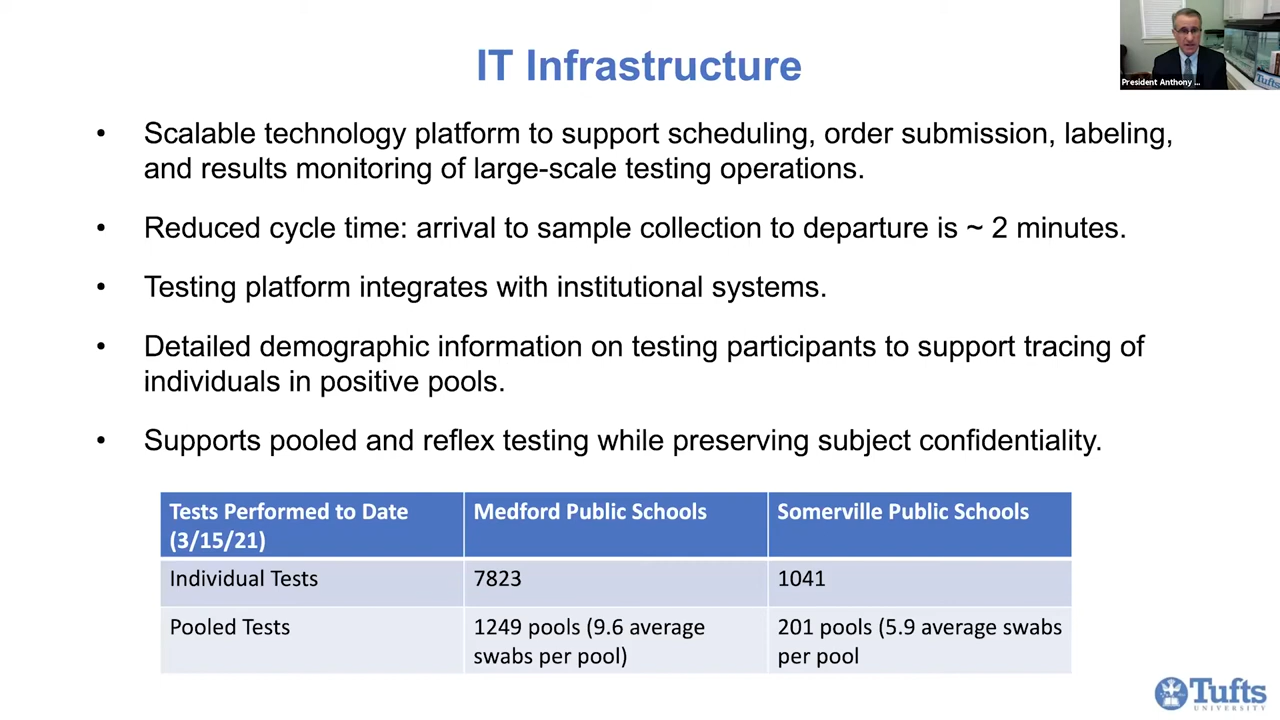 IT Infrastructure
President Anthony ...
Tufts
• Scalable technology platform to support scheduling, order submission, labeling,
and results monitoring of large-scale testing operations.
• Reduced cycle time: arrival to sample collection to departure is ~ 2 minutes.
• Testing platform integrates with institutional systems.
• Detailed demographic information on testing participants to support tracing of
individuals in positive pools.
• Supports pooled and reflex testing while preserving subject confidentiality.
Tests Performed to Date
(3/15/21)
Medford Public Schools
Somerville Public Schools
Individual Tests
7823
1041
Pooled Tests
1249 pools (9.6 average
swabs per pool)
201 pools (5.9 average swabs
per pool
Tufts
UNIVERSITY